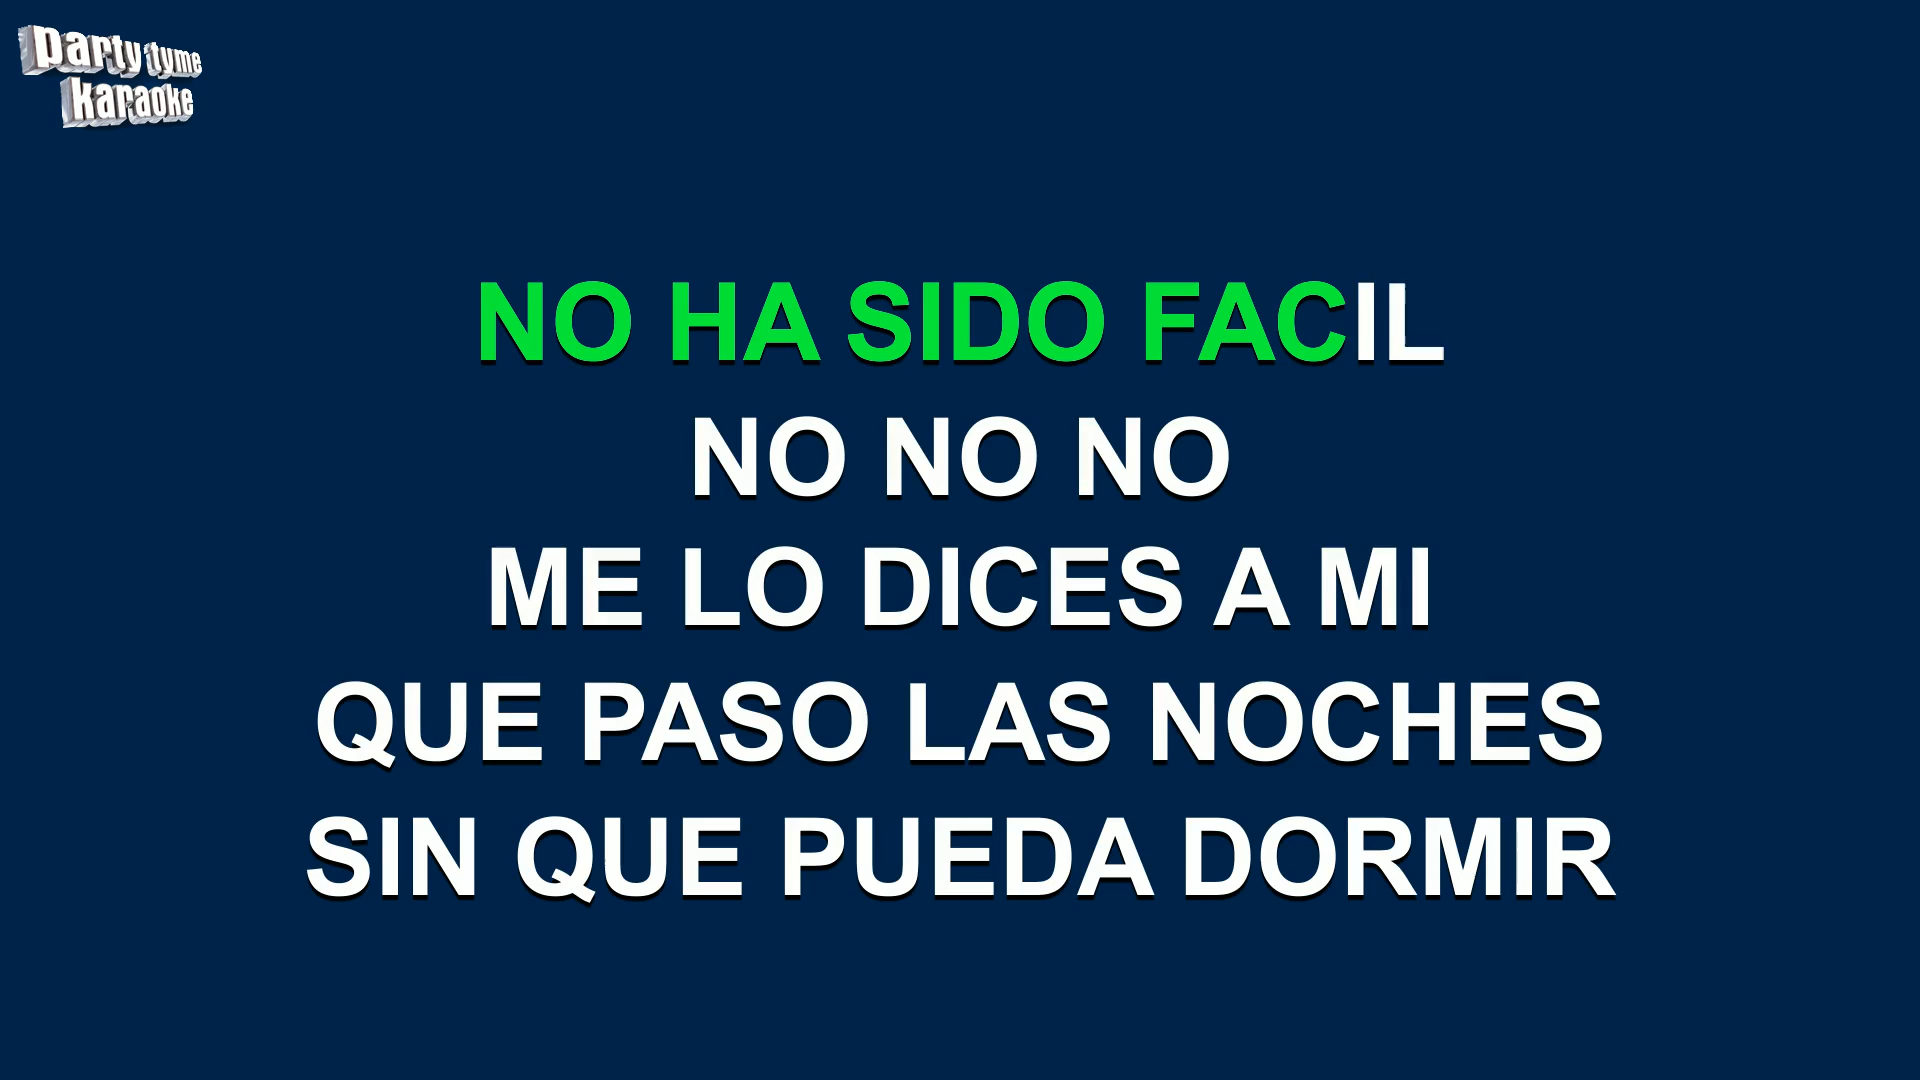 party tyme
karaoke
NO HA SIDO FACIL
NO NO NO
ME LO DICES A MI
QUE PASO LAS NOCHES
SIN QUE PUEDA DORMIR